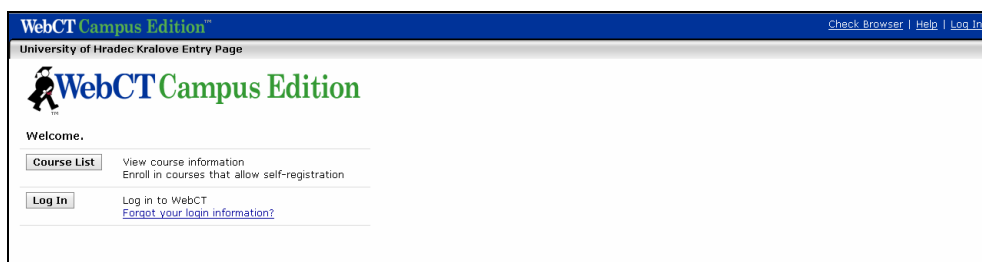 WebCT Campus Edition™
Check Browser | Help | Log In
University of Hradec Kralove Entry Page
WebCT Campus Edition
™
Welcome.
Course List
View course information
Enroll in courses that allow self-registration
Log In
Log in to WebCT
Forgot your login information?